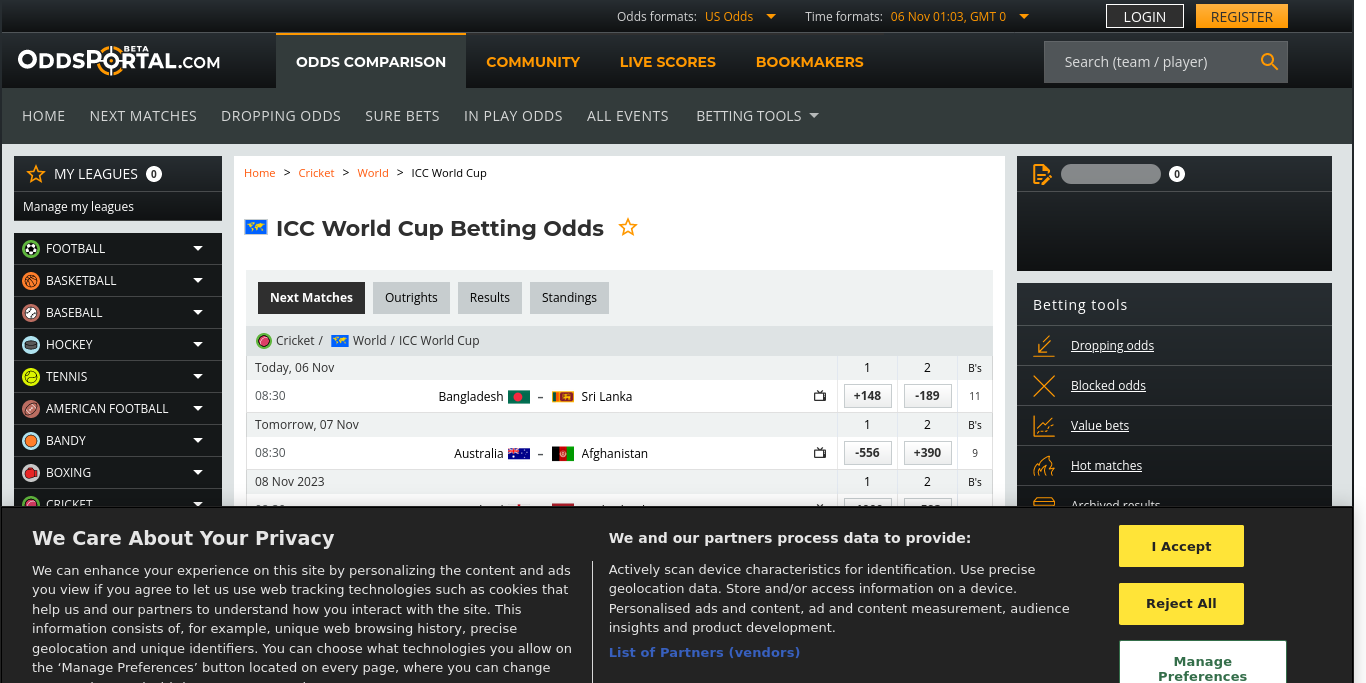 Odds formats: US Odds
Time formats: 06 Nov 01:03, GMT 0
LOGIN
REGISTER
ODDSPORTAL.COM
BETA
ODDS COMPARISON
COMMUNITY
LIVE SCORES
BOOKMAKERS
Search (team / player)
HOME
NEXT MATCHES
DROPPING ODDS
SURE BETS
IN PLAY ODDS
ALL EVENTS
BETTING TOOLS
MY LEAGUES 0
Manage my leagues
FOOTBALL
BASKETBALL
BASEBALL
HOCKEY
TENNIS
AMERICAN FOOTBALL
BANDY
BOXING
CRICKET
Home > Cricket > World > ICC World Cup
ICC World Cup Betting Odds
Next Matches
Outrights
Results
Standings
Cricket / World / ICC World Cup
Today, 06 Nov 1 2 B's
08:30 Bangladesh – Sri Lanka +148 -189 11
Tomorrow, 07 Nov 1 2 B's
08:30 Australia – Afghanistan -556 +390 9
08 Nov 2023 1 2 B's
0
Betting tools
Dropping odds
Blocked odds
Value bets
Hot matches
Archived results
We Care About Your Privacy
We can enhance your experience on this site by personalizing the content and ads
you view if you agree to let us use web tracking technologies such as cookies that
help us and our partners to understand how you interact with the site. This
information consists of, for example, unique web browsing history, precise
geolocation and unique identifiers. You can choose what technologies you allow on
the ‘Manage Preferences’ button located on every page, where you can change
We and our partners process data to provide:
Actively scan device characteristics for identification. Use precise
geolocation data. Store and/or access information on a device.
Personalised ads and content, ad and content measurement, audience
insights and product development.
List of Partners (vendors)
I Accept
Reject All
Manage
Preferences